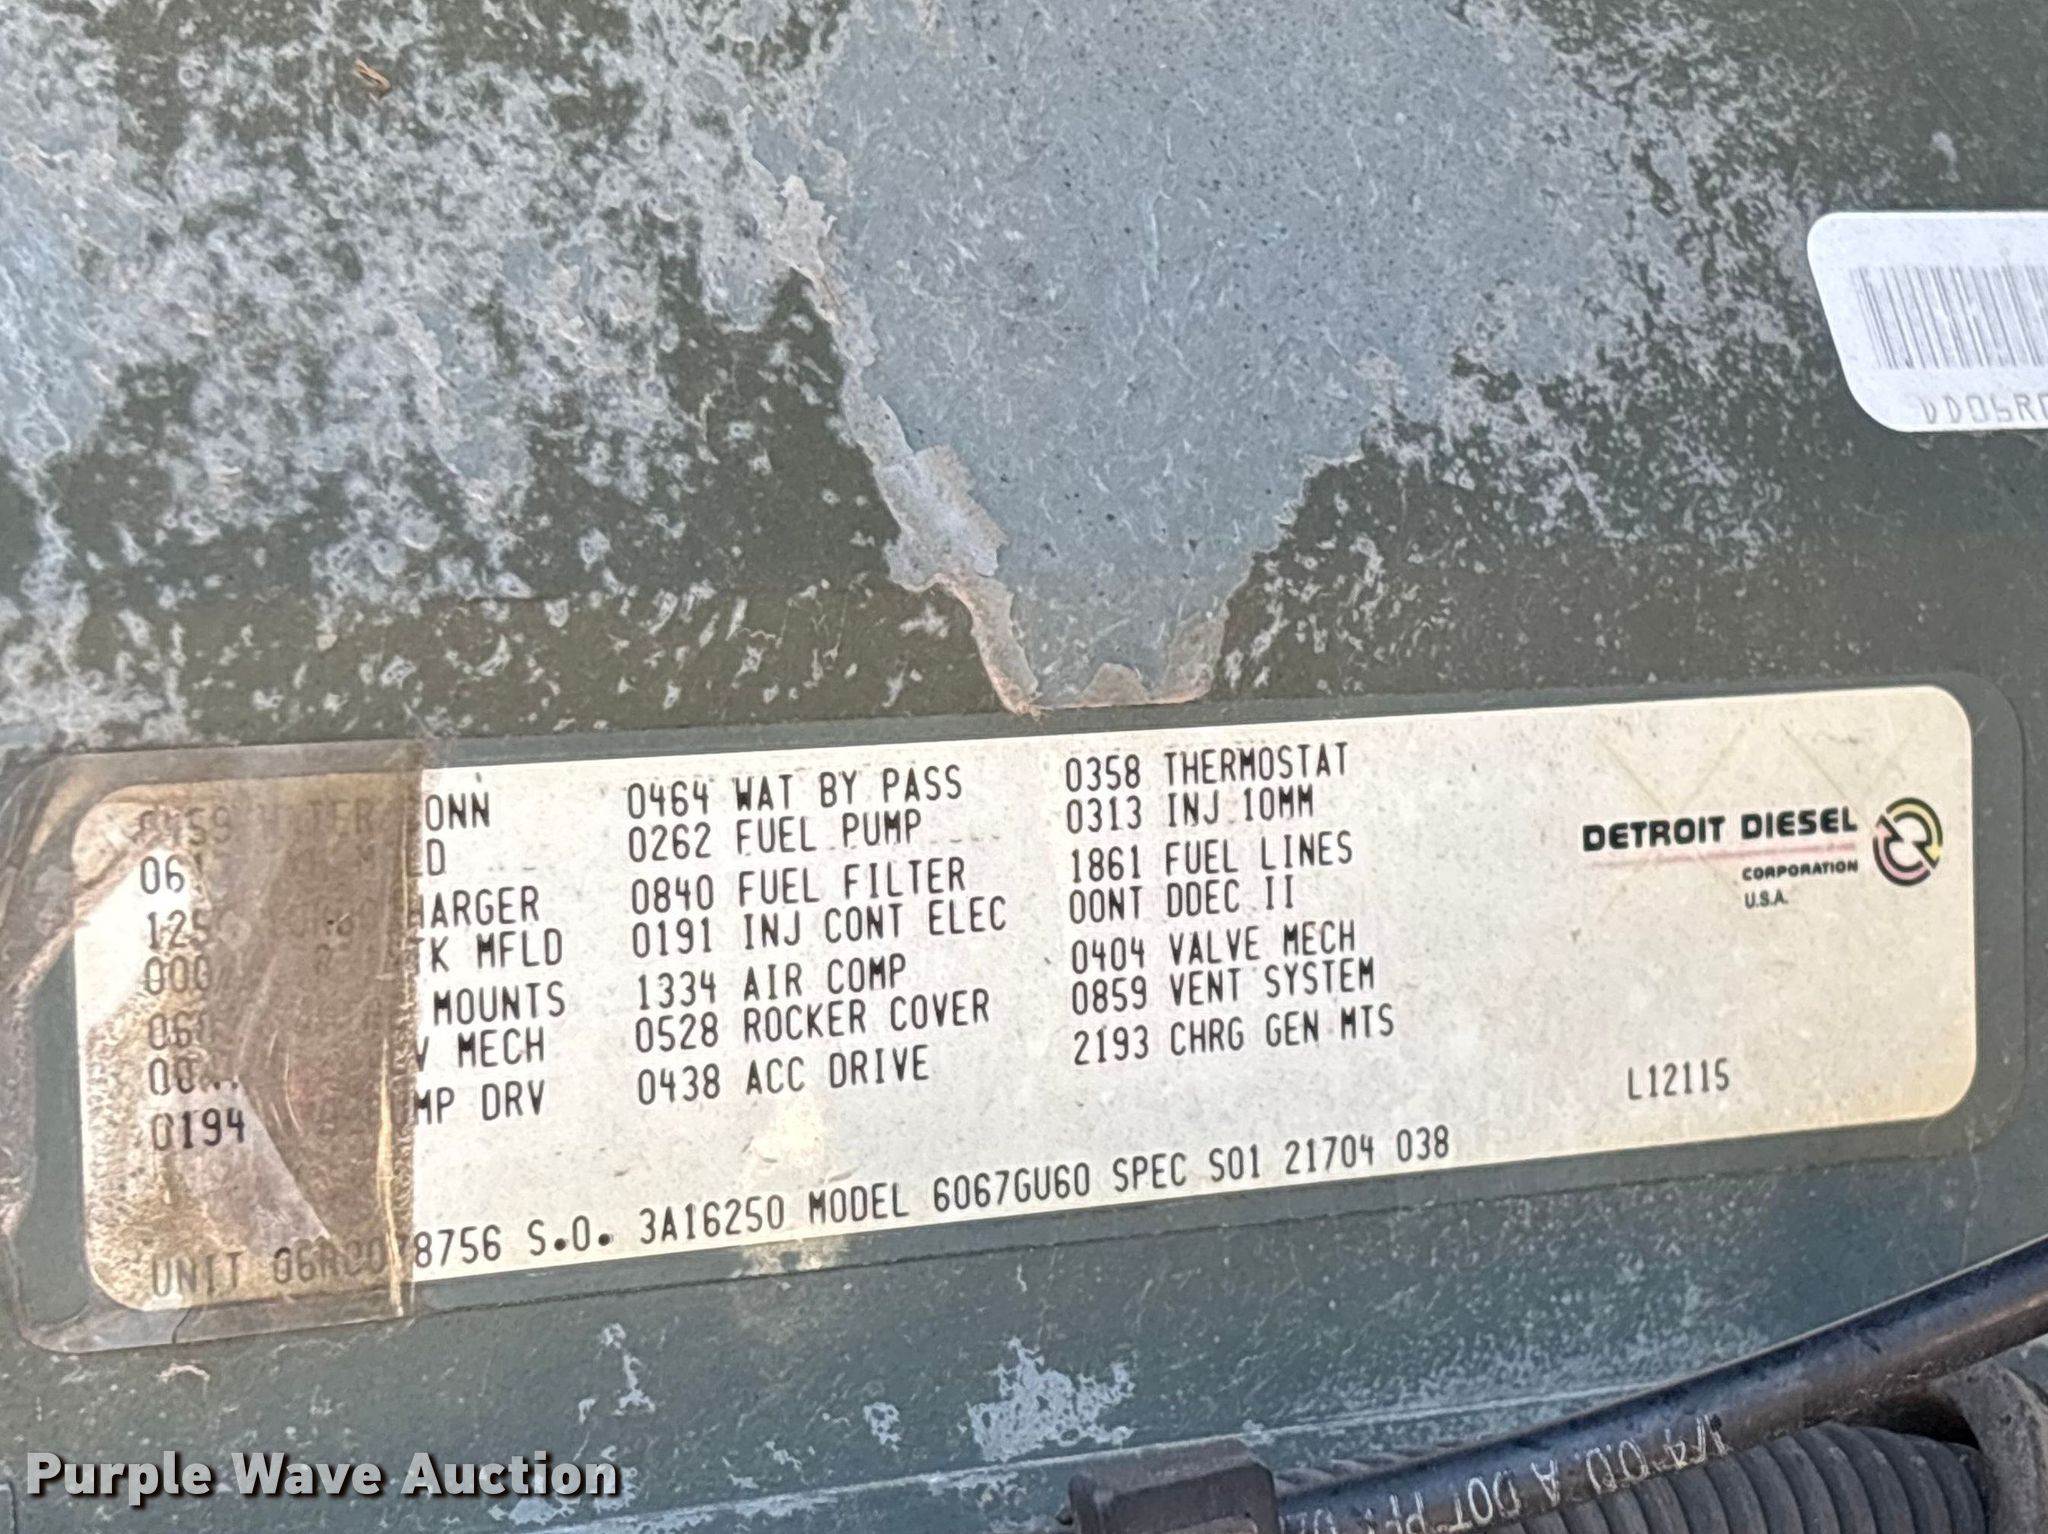 ONN 0464 WAT BY PASS 0358 THERMOSTAT
0262 FUEL PUMP 0313 INJ 10MM
HARGER 0840 FUEL FILTER 1861 FUEL LINES
MFLD 0191 INJ CONT ELEC 00NT DDEC II
MOUNTS 1334 AIR COMP 0404 VALVE MECH
V MECH 0528 ROCKER COVER 0859 VENT SYSTEM
0194 MP DRV 0438 ACC DRIVE 2193 CHRG GEN MTS
DETROIT DIESEL
CORPORATION
U.S.A.
L12115
UNIT 8756 S.O. 3A16250 MODEL 6067GU60 SPEC S01 21704 038
Purple Wave Auction